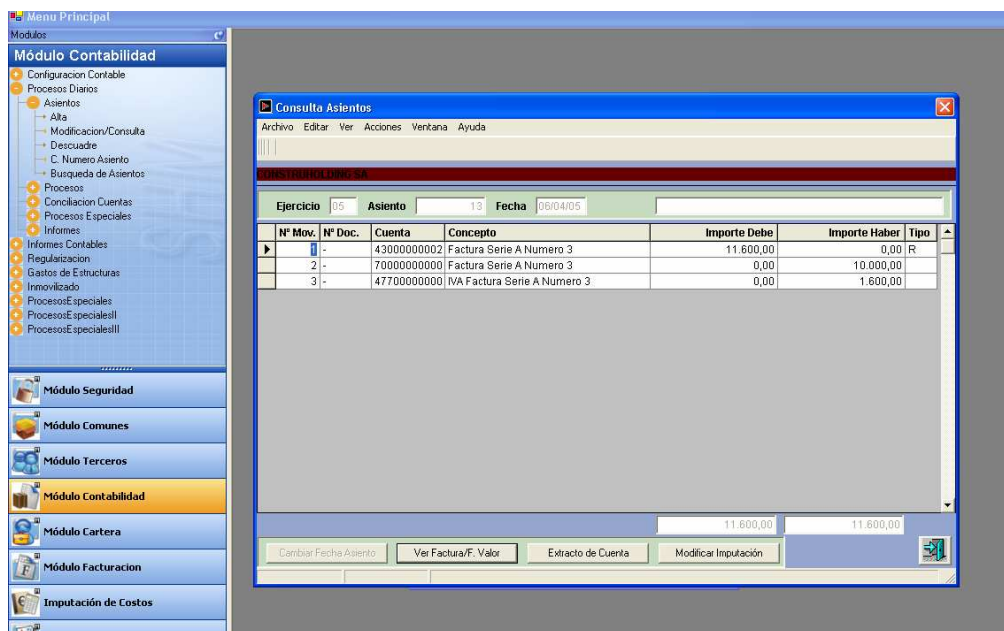 Menu Principal
Modulos
Módulo Contabilidad
Configuracion Contable
Procesos Diarios
Asientos
Alta
Modificacion/Consulta
Descuadre
C. Numero Asiento
Busqueda de Asientos
Procesos
Conciliacion Cuentas
Procesos Especiales
Informes
Informes Contables
Regularizacion
Gastos de Estructuras
Inmovilizado
ProcesosEspeciales
ProcesosEspecialesII
ProcesosEspecialesIII
Módulo Seguridad
Módulo Comunes
Módulo Terceros
Módulo Contabilidad
Módulo Cartera
Módulo Facturacion
Imputación de Costos
Consulta Asientos
Archivo Editar Ver Acciones Ventana Ayuda
CONSTRUHOLDING SA
Ejercicio 05 Asiento 13 Fecha 06/04/05
Nº Mov. Nº Doc. Cuenta Concepto Importe Debe Importe Haber Tipo
1 - 43000000002 Factura Serie A Numero 3 11.600,00 0,00 R
2 - 70000000000 Factura Serie A Numero 3 0,00 10.000,00
3 - 47700000000 IVA Factura Serie A Numero 3 0,00 1.600,00
11.600,00 11.600,00
Cambiar Fecha Asiento Ver Factura/F. Valor Extracto de Cuenta Modificar Imputación